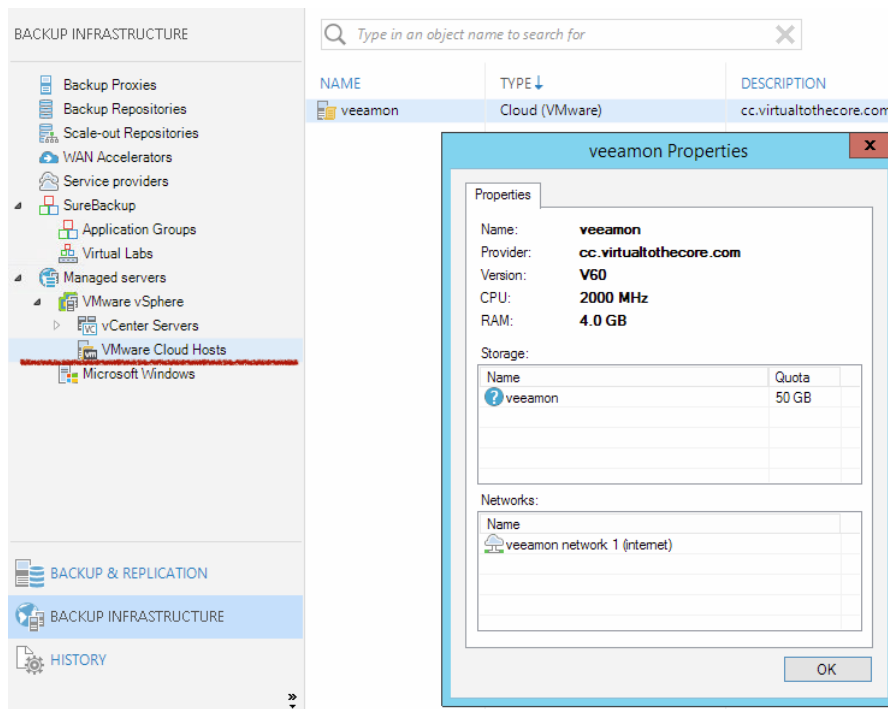 BACKUP INFRASTRUCTURE
Backup Proxies
Backup Repositories
Scale-out Repositories
WAN Accelerators
Service providers
SureBackup
Application Groups
Virtual Labs
Managed servers
VMware vSphere
vCenter Servers
VMware Cloud Hosts
Microsoft Windows
BACKUP & REPLICATION
BACKUP INFRASTRUCTURE
HISTORY
Type in an object name to search for
NAME TYPE DESCRIPTION
veeamon Cloud (VMware) cc.virtualtothecore.com
veeamon Properties
Properties
Name: veeamon
Provider: cc.virtualtothecore.com
Version: V60
CPU: 2000 MHz
RAM: 4.0 GB
Storage:
Name Quota
veeamon 50 GB
Networks:
Name
veeamon network 1 (internet)
OK